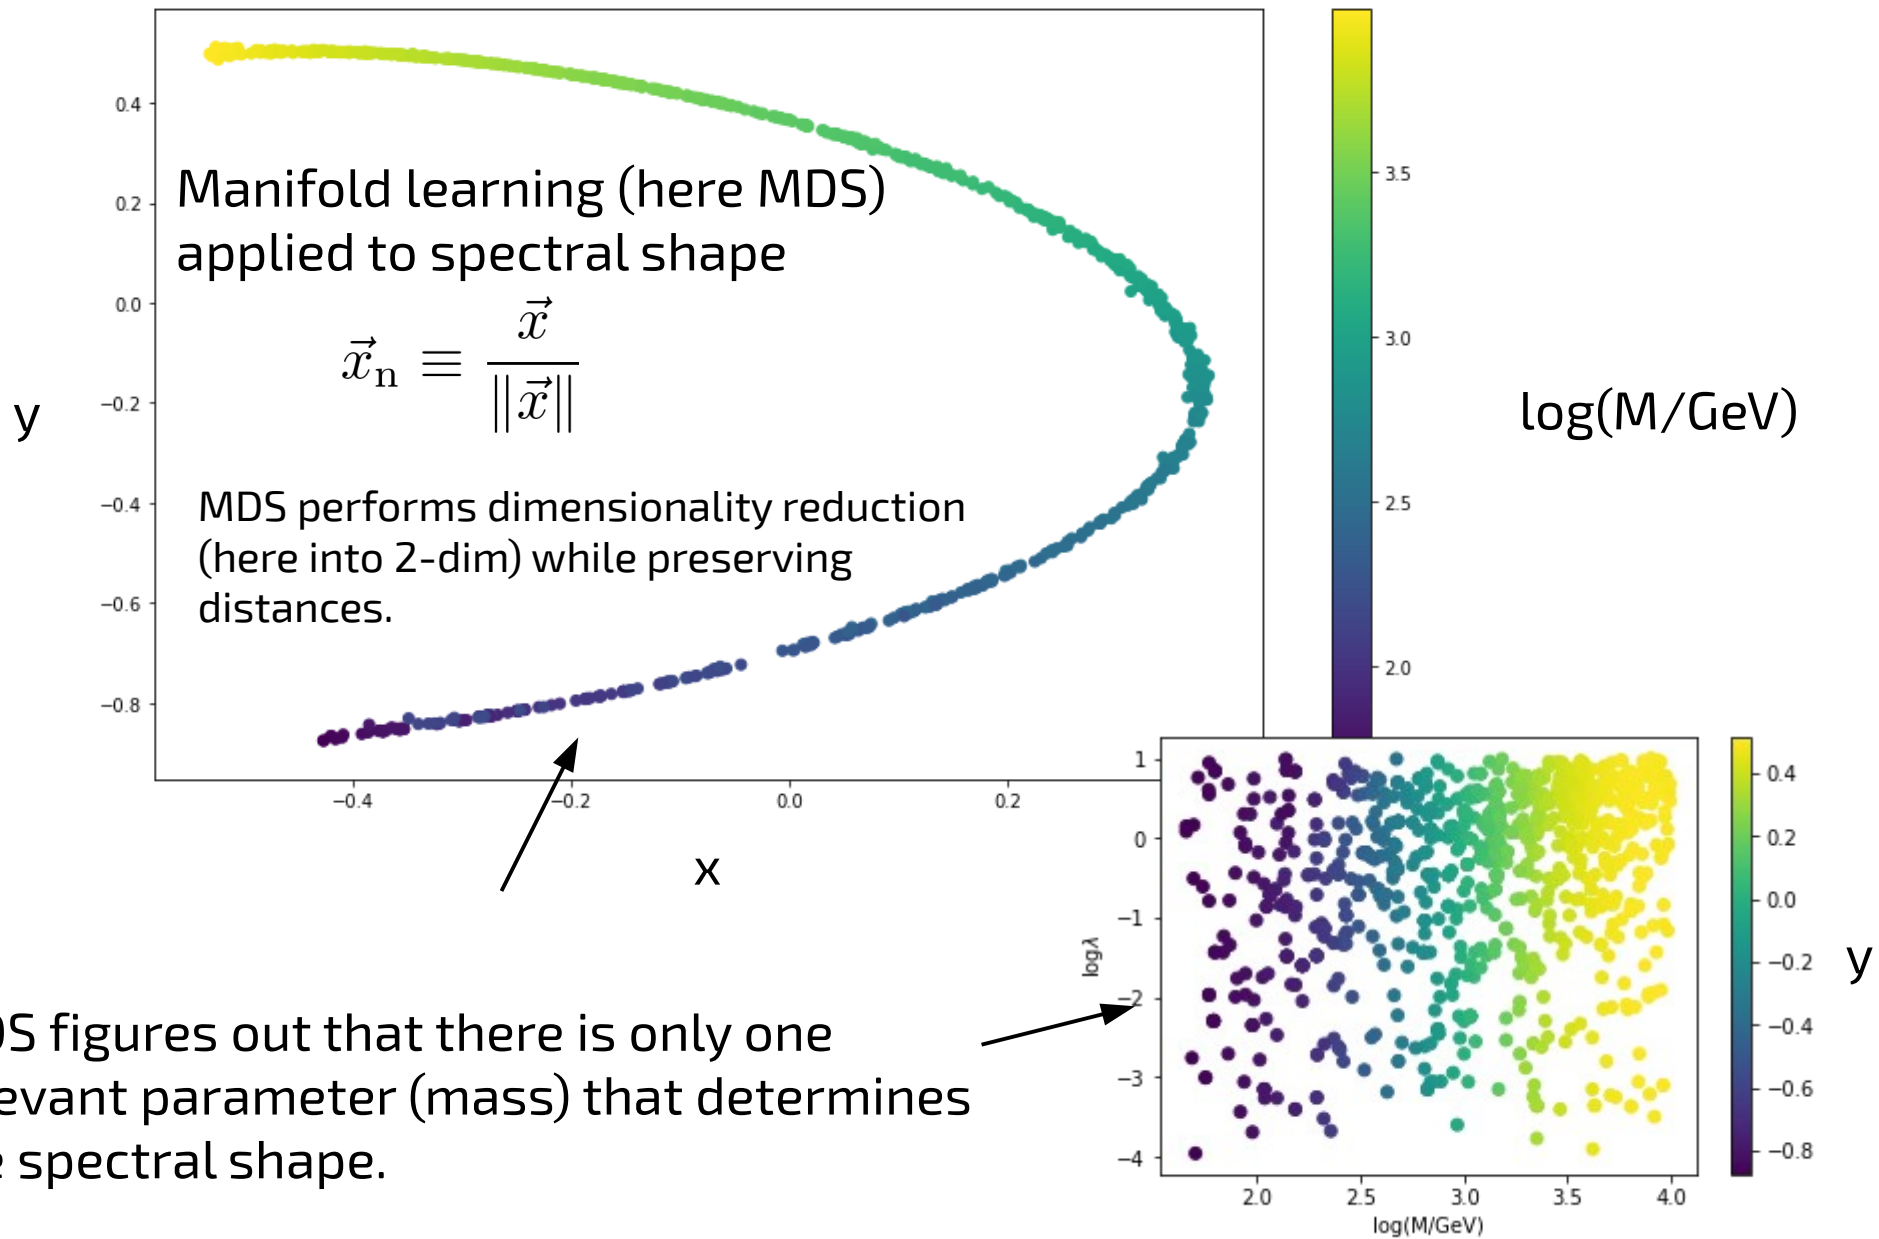 0.4
0.2
0.0
−0.2
−0.4
−0.6
−0.8
y
Manifold learning (here MDS)
applied to spectral shape
x⃗ₙ ≡ x⃗ / ‖x⃗‖
MDS performs dimensionality reduction
(here into 2-dim) while preserving
distances.
−0.4 −0.2 0.0 0.2
x
3.5
3.0
2.5
2.0
log(M/GeV)
DS figures out that there is only one
evant parameter (mass) that determines
e spectral shape.
1
0
−1
−2
−3
−4
logλ
2.0 2.5 3.0 3.5 4.0
log(M/GeV)
0.4
0.2
0.0
−0.2
−0.4
−0.6
−0.8
y